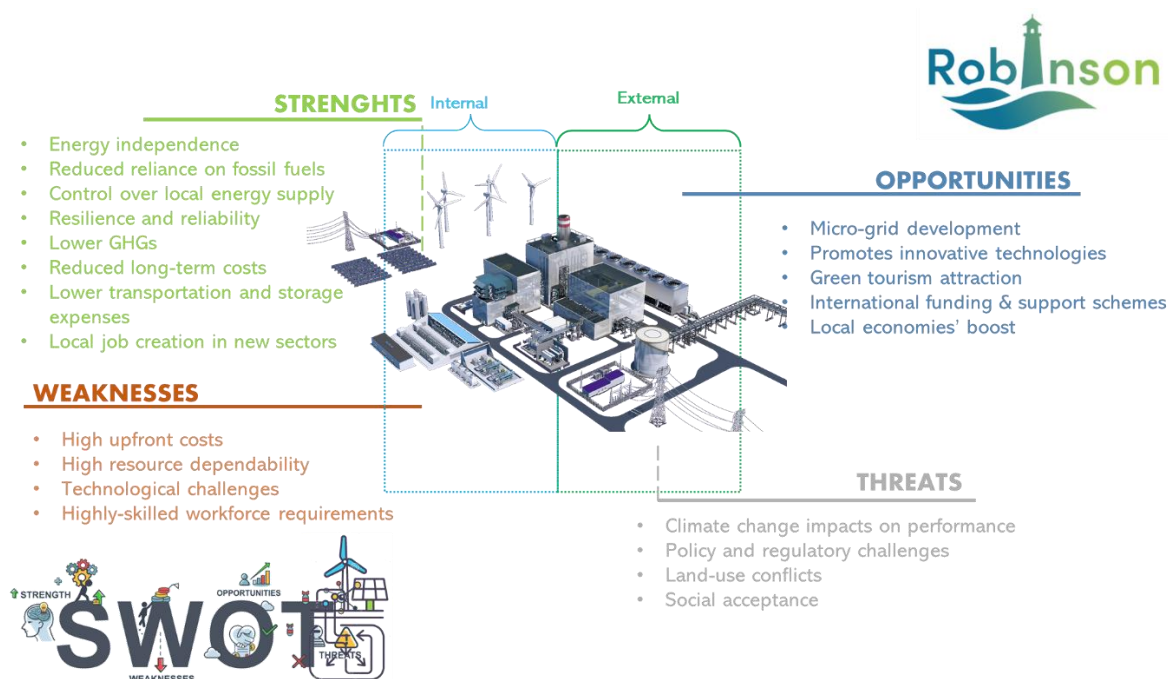 Robinson
STRENGHTS
Internal
External
• Energy independence
• Reduced reliance on fossil fuels
• Control over local energy supply
• Resilience and reliability
• Lower GHGs
• Reduced long-term costs
• Lower transportation and storage
expenses
• Local job creation in new sectors
OPPORTUNITIES
• Micro-grid development
• Promotes innovative technologies
• Green tourism attraction
• International funding & support schemes
• Local economies’ boost
WEAKNESSES
• High upfront costs
• High resource dependability
• Technological challenges
• Highly-skilled workforce requirements
THREATS
• Climate change impacts on performance
• Policy and regulatory challenges
• Land-use conflicts
• Social acceptance
STRENGTH
OPPORTUNITIES
SWOT
THREATS
WEAKNESSES